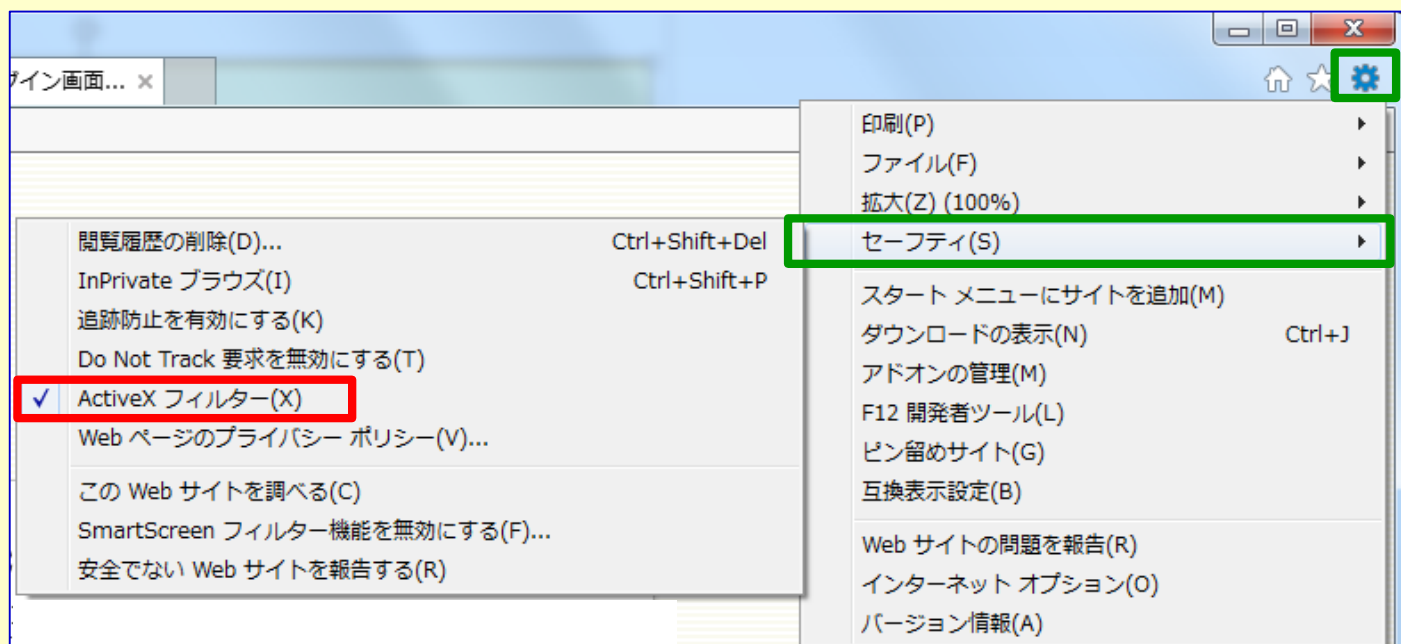 イン画面...
印刷(P)
ファイル(F)
拡大(Z) (100%)
セーフティ(S)
スタート メニューにサイトを追加(M)
ダウンロードの表示(N) Ctrl+J
アドオンの管理(M)
F12 開発者ツール(L)
ピン留めサイト(G)
互換表示設定(B)
Web サイトの問題を報告(R)
インターネット オプション(O)
バージョン情報(A)
閲覧履歴の削除(D)... Ctrl+Shift+Del
InPrivate ブラウズ(I) Ctrl+Shift+P
追跡防止を有効にする(K)
Do Not Track 要求を無効にする(T)
ActiveX フィルター(X)
Web ページのプライバシー ポリシー(V)...
この Web サイトを調べる(C)
SmartScreen フィルター機能を無効にする(F)...
安全でない Web サイトを報告する(R)